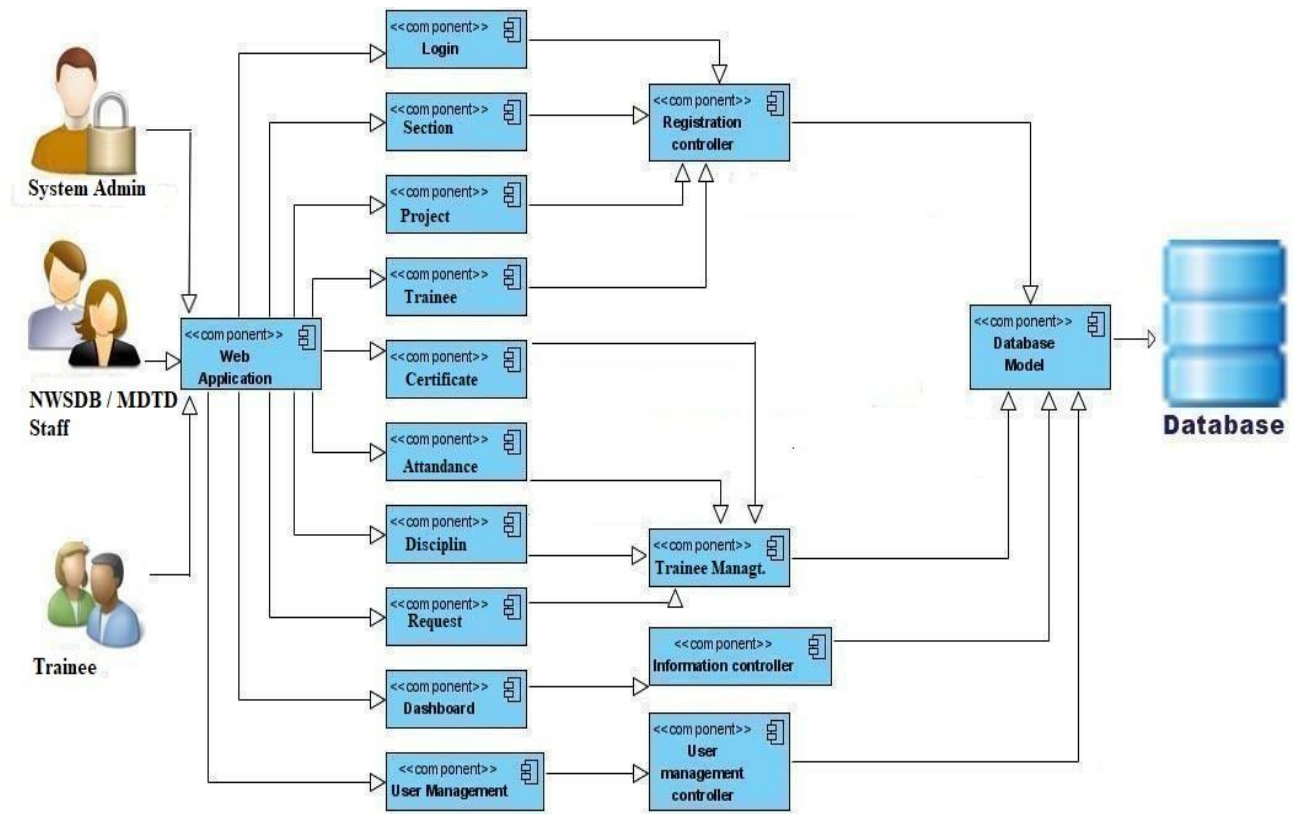 System Admin
NWSDB / MDTD
Staff
Trainee
<<component>>
Web
Application
<<component>>
Login
<<component>>
Section
<<component>>
Project
<<component>>
Trainee
<<component>>
Certificate
<<component>>
Attandance
<<component>>
Disciplin
<<component>>
Request
<<component>>
Dashboard
<<component>>
User Management
<<component>>
Registration
controller
<<component>>
Trainee Managt.
<<component>>
Information controller
<<component>>
User
management
controller
<<component>>
Database
Model
Database